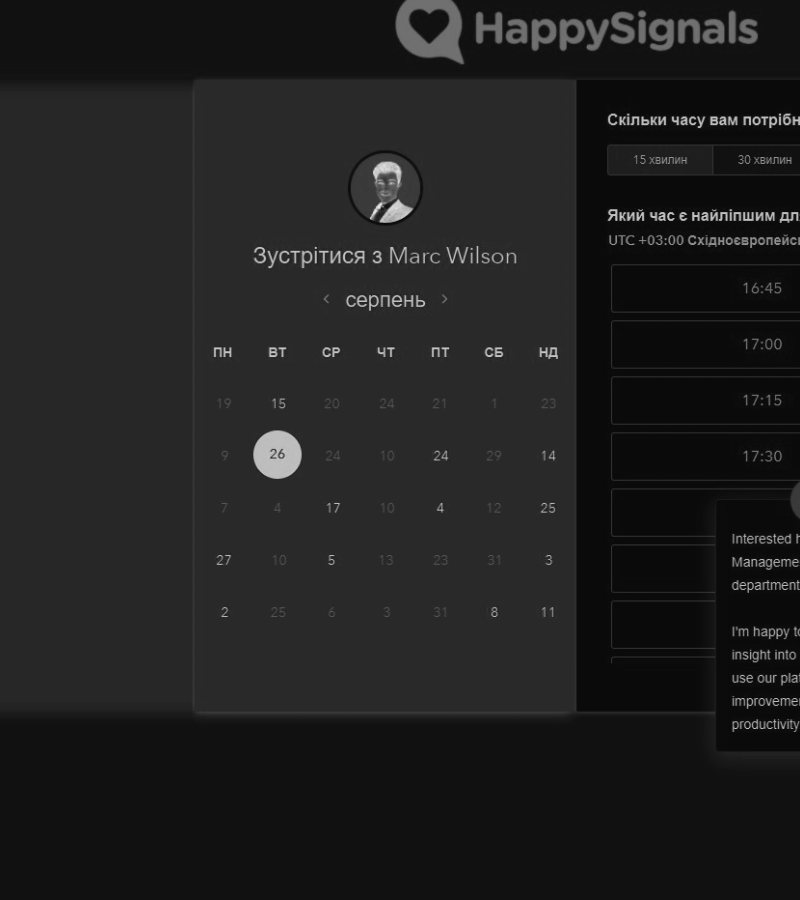 HappySignals
Зустрітися з Marc Wilson
серпень
ПН ВТ СР ЧТ ПТ СБ НД
19 15 20 24 21 1 23
9 26 24 10 24 29 14
7 4 17 10 4 12 25
27 10 5 13 23 31 3
2 25 6 3 31 8 11
Скільки часу вам потрібн
15 хвилин 30 хвилин
Який час є найліпшим дл
UTC +03:00 Східноєвропейсь
16:45
17:00
17:15
17:30
Interested h
Manageme
department
I'm happy to
insight into
use our plat
improvemen
productivity